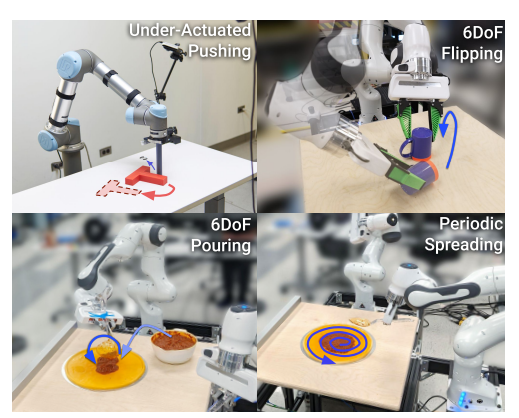 Under-Actuated
Pushing
6DoF
Flipping
6DoF
Pouring
Periodic
Spreading